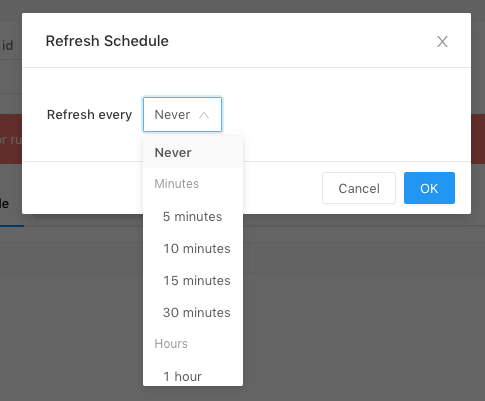 Refresh Schedule
id
Refresh every Never
or ru
Never
Minutes
Cancel OK
le
5 minutes
10 minutes
15 minutes
30 minutes
Hours
1 hour